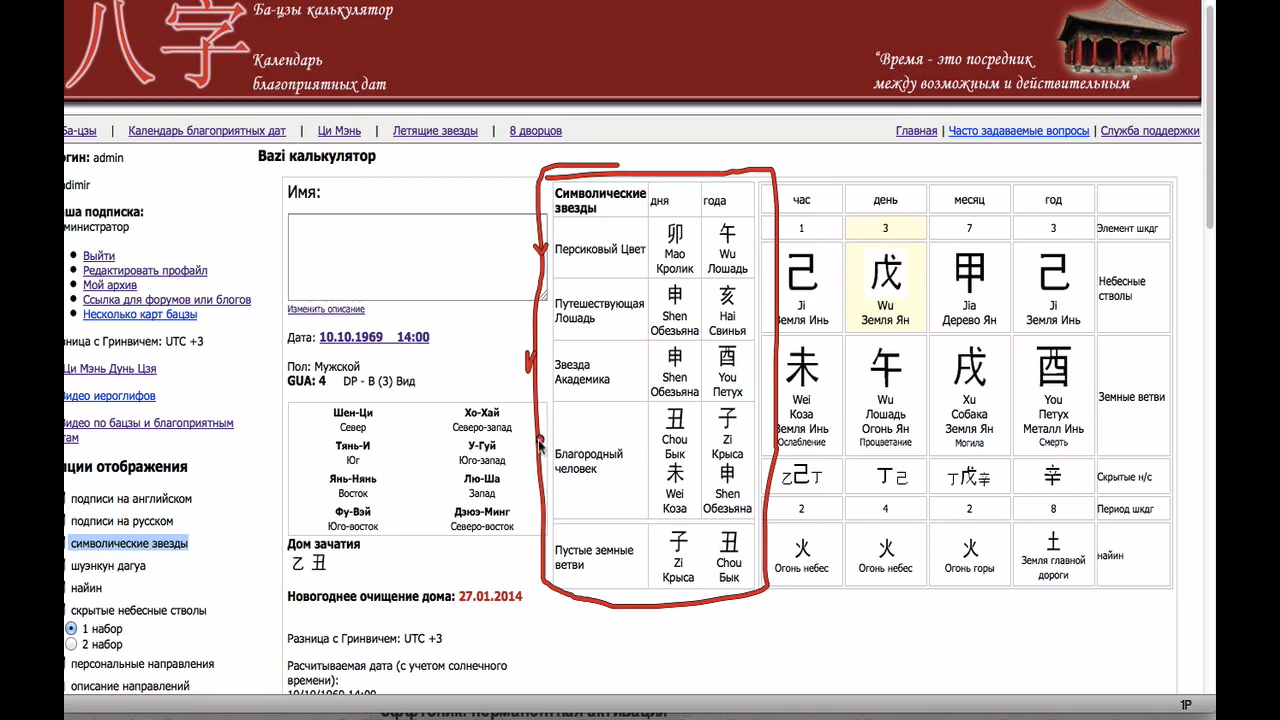 八字
Ба-цзы калькулятор
Календарь
благоприятных дат
“Время - это посредник
между возможным и действительным”
Ба-цзы | Календарь благоприятных дат | Ци Мэнь | Летящие звезды | 8 дворцов
Главная | Часто задаваемые вопросы | Служба поддержки
огин: admin
adimir
аша подписка:
министратор
Выйти
Редактировать профайл
Мой архив
Ссылка для форумов или блогов
Несколько карт бацзы
Разница с Гринвичем: UTC +3
Ци Мэнь Дунь Цзя
Видео иероглифов
Видео по бацзы и благоприятным
там
ции отображения
подписи на английском
подписи на русском
символические звезды
шуэнкун дагуа
найин
скрытые небесные стволы
1 набор
2 набор
персональные направления
описание направлений
Bazi калькулятор
Имя:
Изменить описание
Дата: 10.10.1969 14:00
Пол: Мужской
GUA: 4 DP - B (3) Вид
Шен-Ци Хо-Хай
Север Северо-запад
Тянь-И У-Гуй
Юг Юго-запад
Янь-Нянь Лю-Ша
Восток Запад
Фу-Вэй Дзюэ-Минг
Юго-восток Северо-восток
Дом зачатия
乙 丑
Новогоднее очищение дома: 27.01.2014
Разница с Гринвичем: UTC +3
Расчитываемая дата (с учетом солнечного
времени):
10/10/1969 14:00
Символические
звезды дня года
Персиковый Цвет
卯 午
Mao Wu
Кролик Лошадь
Путешествующая
Лошадь
申 亥
Shen Hai
Обезьяна Свинья
Звезда
Академика
申 酉
Shen You
Обезьяна Петух
Благородный
человек
丑 子
Chou Zi
Бык Крыса
未 申
Wei Shen
Коза Обезьяна
Пустые земные
ветви
子 丑
Zi Chou
Крыса Бык
час день месяц год
1 3 7 3 Элемент шкдг
己 戊 甲 己
Ji Wu Jia Ji
Земля Инь Земля Ян Дерево Ян Земля Инь
Небесные
стволы
未 午 戌 酉
Wei Wu Xu You
Коза Лошадь Собака Петух
Земля Инь Огонь Ян Земля Ян Металл Инь
Ослабление Процветание Могила Смерть
Земные ветви
乙己丁 丁己 丁戊辛 辛 Скрытые н/с
2 4 2 8 Период шкдг
火 火 火 土
Огонь небес Огонь небес Огонь горы Земля главной
дороги
найин
1P